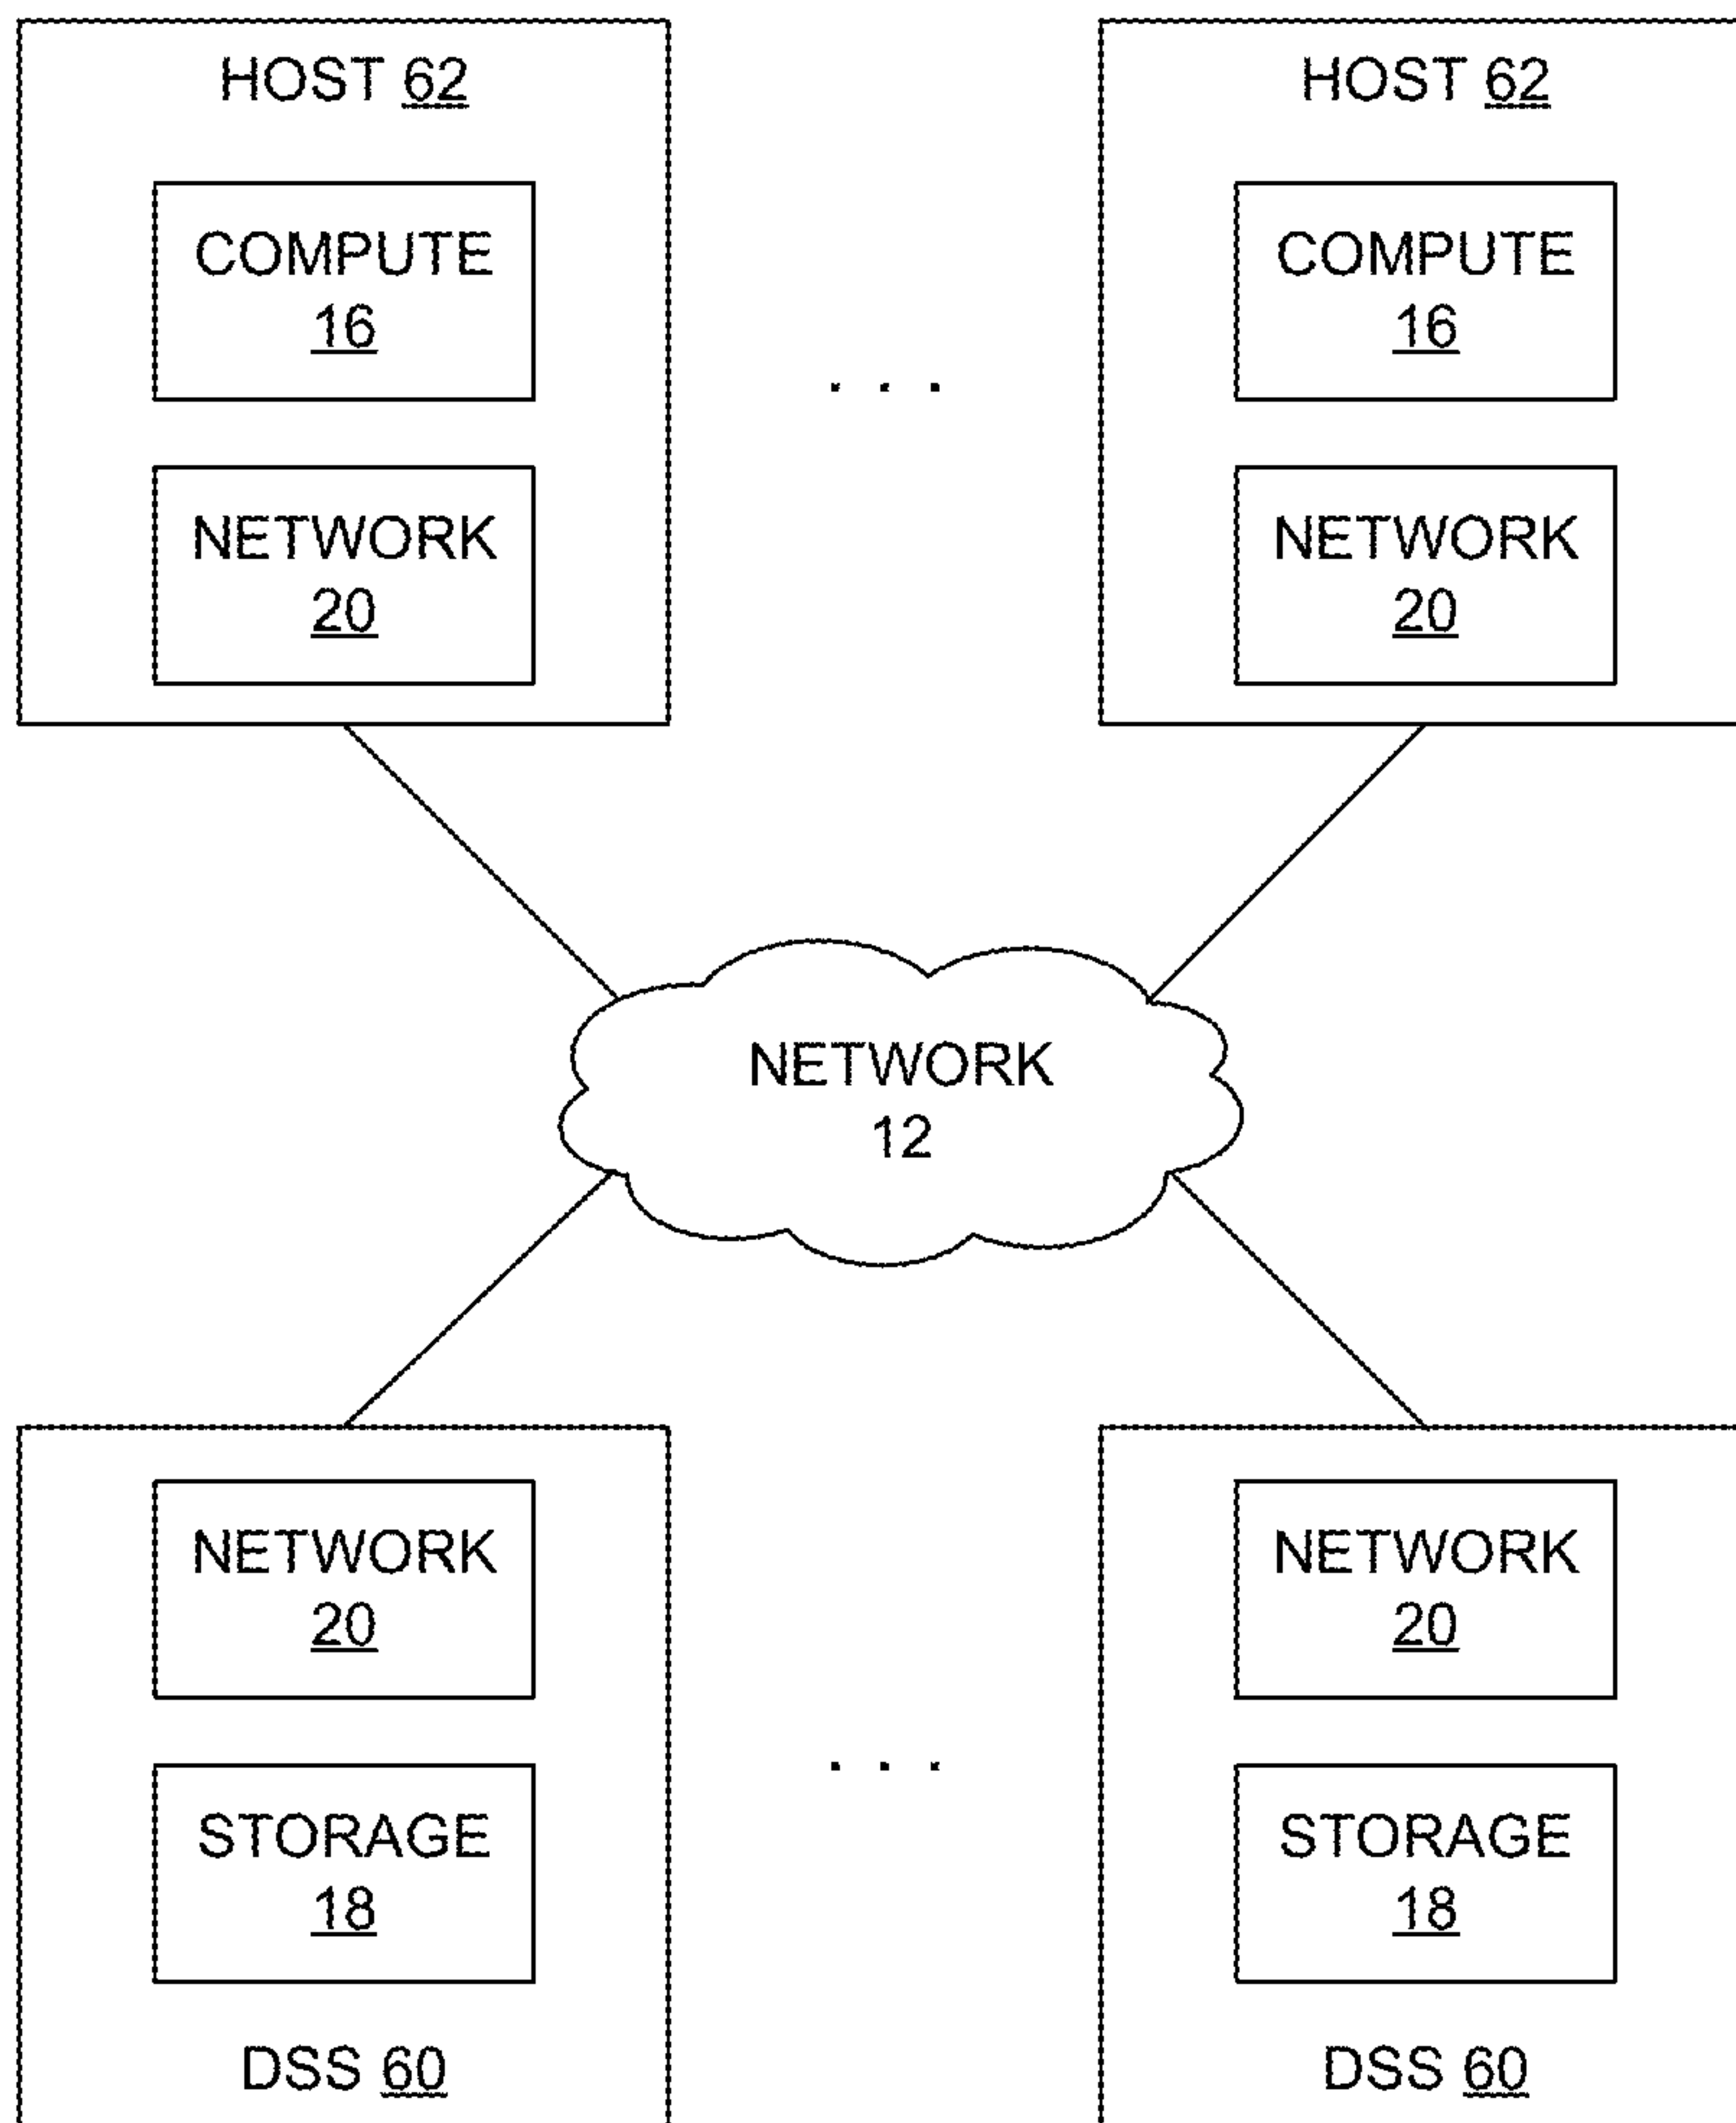 HOST 62
COMPUTE
16
NETWORK
20
. . .
HOST 62
COMPUTE
16
NETWORK
20
NETWORK
12
NETWORK
20
STORAGE
18
DSS 60
. . .
NETWORK
20
STORAGE
18
DSS 60